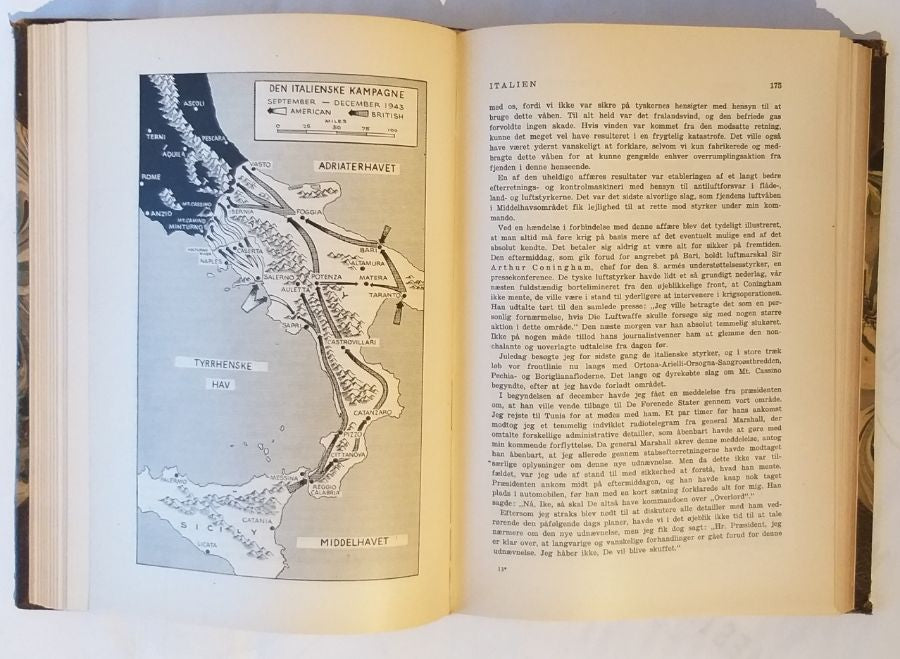 DEN ITALIENSKE KAMPAGNE
SEPTEMBER — DECEMBER 1943
AMERICAN BRITISH
MILES
0 25 50 75 100
ADRIATERHAVET
ASCOLI
TERNI
PESCARA
AQUILA
VASTO
ROME
MT.CASSINO
ISERNIA
ANZIO
MT.CAMINO
MINTURNO
FOGGIA
VOLTURNO RIVER
CASERTA
BARI
NAPLES
ALTAMURA
SALERNO
POTENZA
MATERA
AULETTA
TARANTO
SAPRI
CASTROVILLARI
TYRRHENSKE
HAV
CATANZARO
PIZZO
CITTANOVA
MESSINA
PALERMO
REGGIO
CALABRIA
SICILY
CATANIA
LICATA
MIDDELHAVET
ITALIEN 175
med os, fordi vi ikke var sikre på tyskernes hensigter med hensyn til at
bruge dette våben. Til alt held var det fralandsvind, og den befriede gas
forvoldte ingen skade. Hvis vinden var kommet fra den modsatte retning,
kunne det meget vel have resulteret i en frygtelig katastrofe. Det ville også
have været yderst vanskeligt at forklare, selvom vi kun fabrikerede og med-
bragte dette våben for at kunne gengælde enhver overrumplingsaktion fra
fjenden i denne henseende.
En af den uheldige affæres resultater var etableringen af et langt bedre
efterretnings- og kontrolmaskineri med hensyn til antiluftforsvar i flåde-,
land- og luftstyrkerne. Det var det sidste alvorlige slag, som fjendens luftvåben
i Middelhavsområdet fik lejlighed til at rette mod styrker under min kom-
mando.
Ved en hændelse i forbindelse med denne affære blev det tydeligt illustreret,
at man altid må føre krig på basis mere af det eventuelt mulige end af det
absolut kendte. Det betaler sig aldrig at være alt for sikker på fremtiden.
Den eftermiddag, som gik forud for angrebet på Bari, holdt luftmarskal Sir
Arthur Coningham, chef for den 8. armés understøttelsesstyrker, en
pressekonference. De tyske luftstyrker havde lidt et så grundigt nederlag, var
næsten fuldstændig bortelimineret fra den øjeblikkelige front, at Coningham
ikke mente, de ville være i stand til yderligere at intervenere i krigsoperationen.
Han udtalte tørt til den samlede presse: „Jeg ville betragte det som en per-
sonlig fornærmelse, hvis Die Luftwaffe skulle forsøge sig med nogen større
aktion i dette område." Den næste morgen var han absolut temmelig slukøret.
Ikke på nogen måde tillod hans journalistvenner ham at glemme den non-
chalante og uoverlagte udtalelse fra dagen før.
Juledag besøgte jeg for sidste gang de italienske styrker, og i store træk
løb vor frontlinie nu langs med Ortona-Arielli-Orsogna-Sangroæsthredden,
Pechia- og Boriglianafloderne. Det lange og dyrekøbte slag om Mt. Cassino
begyndte, efter at jeg havde forladt området.
I begyndelsen af december havde jeg fået en meddelelse fra præsidenten
om, at han ville vende tilbage til De Forenede Stater gennem vort område.
Jeg rejste til Tunis for at mødes med ham. Et par timer før hans ankomst
modtog jeg et temmelig indviklet radiotelegram fra general Marshall, der
omtalte forskellige administrative detailler, som åbenbart havde at gøre med
min kommende forflyttelse. Da general Marshall skrev denne meddelelse, antog
han åbenbart, at jeg allerede gennem stabsefterretningerne havde modtaget
særlige oplysninger om denne nye udnævnelse. Men da dette ikke var til-
fældet, var jeg ude af stand til med sikkerhed at forstå, hvad han mente.
Præsidenten ankom midt på eftermiddagen, og han havde knap nok taget
plads i automobilen, før han med en kort sætning forklarede alt for mig. Han
sagde: „Nå, Ike, så skal De altså have kommandoen over „Overlord"."
Eftersom jeg straks blev nødt til at diskutere alle detailler med ham ved-
rørende den påfølgende dags planer, havde vi i det øjeblik ikke tid til at tale
nærmere om den nye udnævnelse, men jeg fik dog sagt: „Hr. Præsident, jeg
er klar over, at langvarige og vanskelige forhandlinger er gået forud for denne
udnævnelse. Jeg håber ikke, De vil blive skuffet."
13*